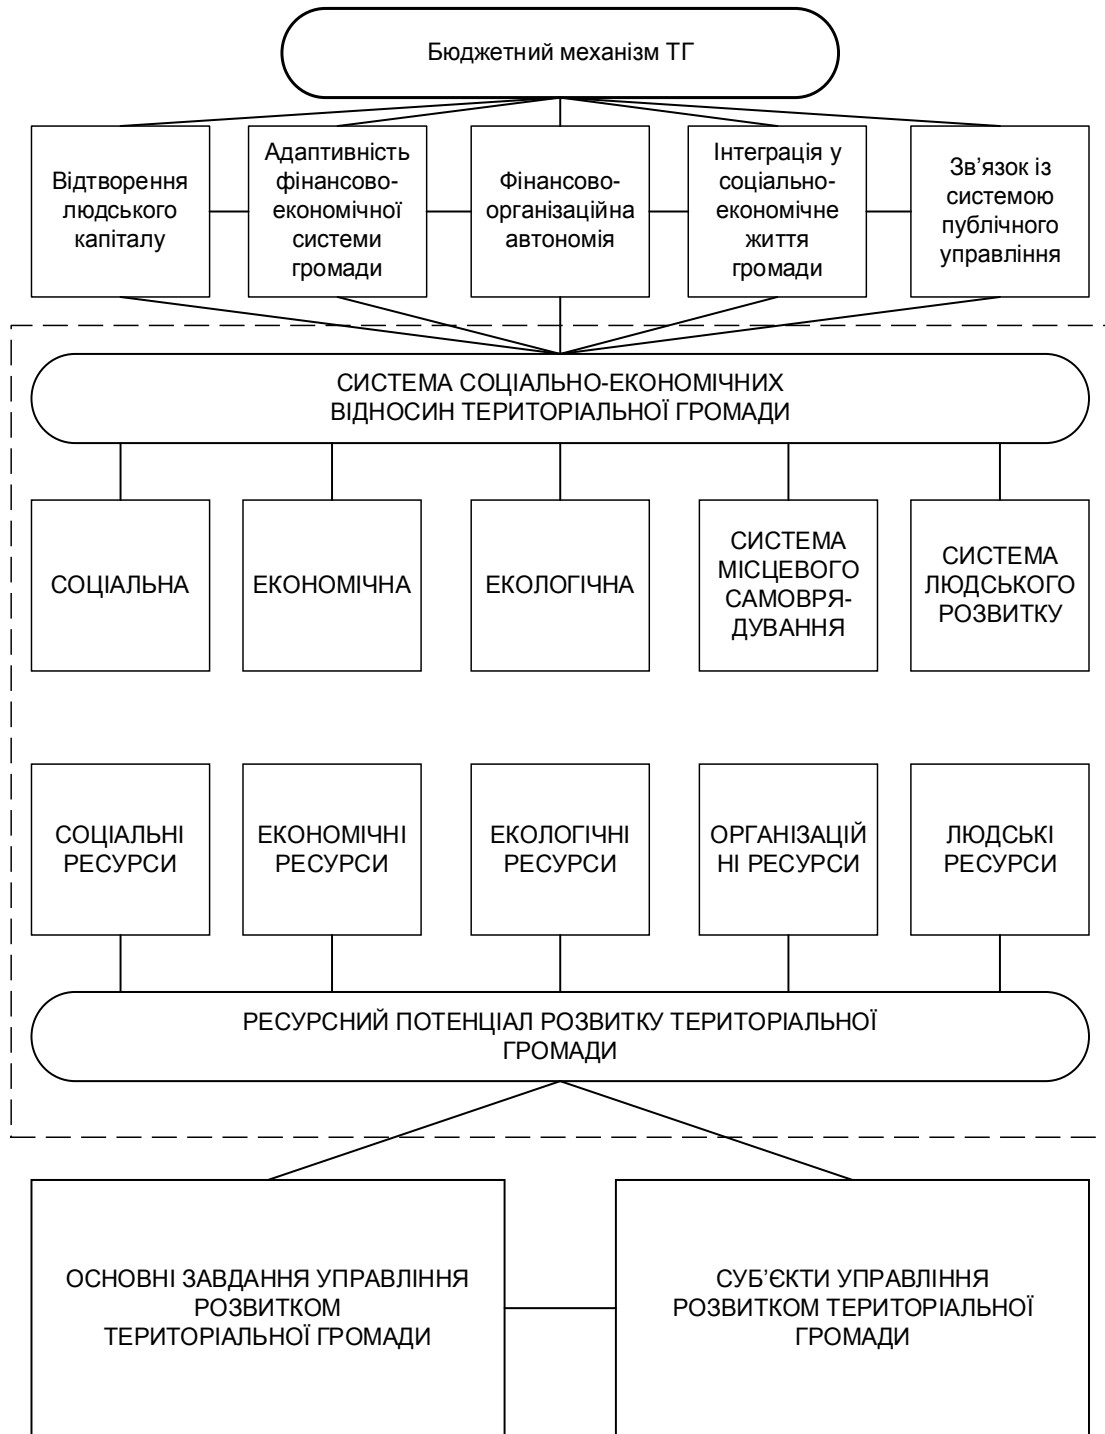 Бюджетний механізм ТГ
Відтворення
людського
капіталу
Адаптивність
фінансово-
економічної
системи
громади
Фінансово-
організаційна
автономія
Інтеграція у
соціально-
економічне
життя
громади
Зв’язок із
системою
публічного
управління
СИСТЕМА СОЦІАЛЬНО-ЕКОНОМІЧНИХ
ВІДНОСИН ТЕРИТОРІАЛЬНОЇ ГРОМАДИ
СОЦІАЛЬНА
ЕКОНОМІЧНА
ЕКОЛОГІЧНА
СИСТЕМА
МІСЦЕВОГО
САМОВРЯ-
ДУВАННЯ
СИСТЕМА
ЛЮДСЬКОГО
РОЗВИТКУ
СОЦІАЛЬНІ
РЕСУРСИ
ЕКОНОМІЧНІ
РЕСУРСИ
ЕКОЛОГІЧНІ
РЕСУРСИ
ОРГАНІЗАЦІЙ
НІ РЕСУРСИ
ЛЮДСЬКІ
РЕСУРСИ
РЕСУРСНИЙ ПОТЕНЦІАЛ РОЗВИТКУ ТЕРИТОРІАЛЬНОЇ
ГРОМАДИ
ОСНОВНІ ЗАВДАННЯ УПРАВЛІННЯ
РОЗВИТКОМ
ТЕРИТОРІАЛЬНОЇ ГРОМАДИ
СУБ’ЄКТИ УПРАВЛІННЯ
РОЗВИТКОМ ТЕРИТОРІАЛЬНОЇ
ГРОМАДИ